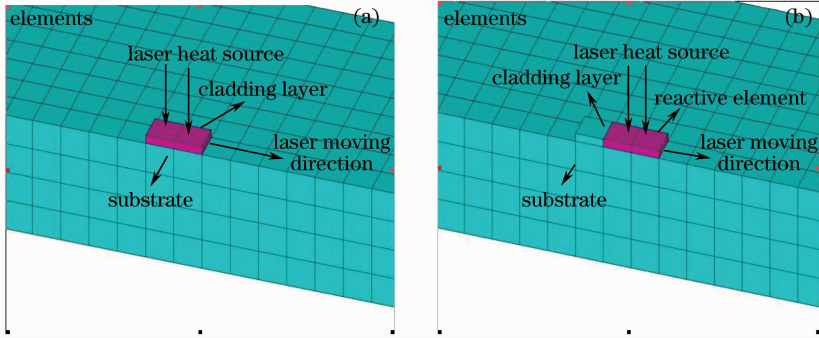 elements
(a)
laser heat source
cladding layer
laser moving
direction
substrate
elements
(b)
laser heat source
cladding layer
reactive element
laser moving
direction
substrate